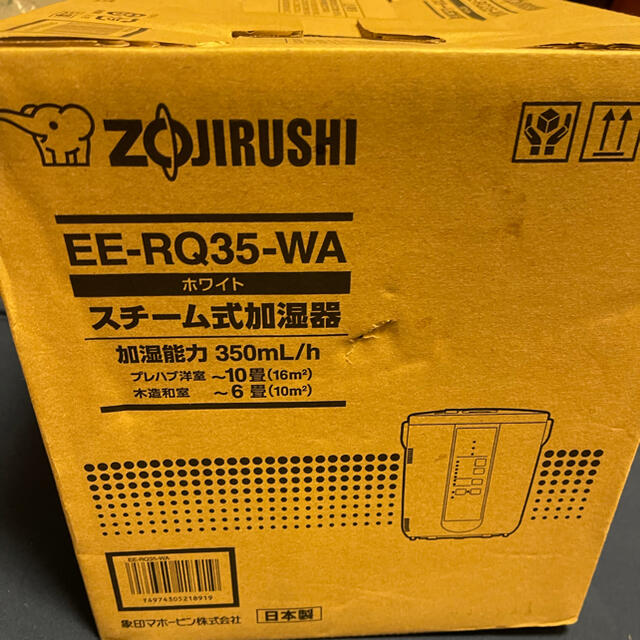 ZOJIRUSHI
EE-RQ35-WA
ホワイト
スチーム式加湿器
加湿能力 350mL/h
プレハブ洋室 ～10畳(16m²)
木造和室 ～6畳(10m²)
EE-RQ35-WA
4974305218919
象印マホービン株式会社
日本製